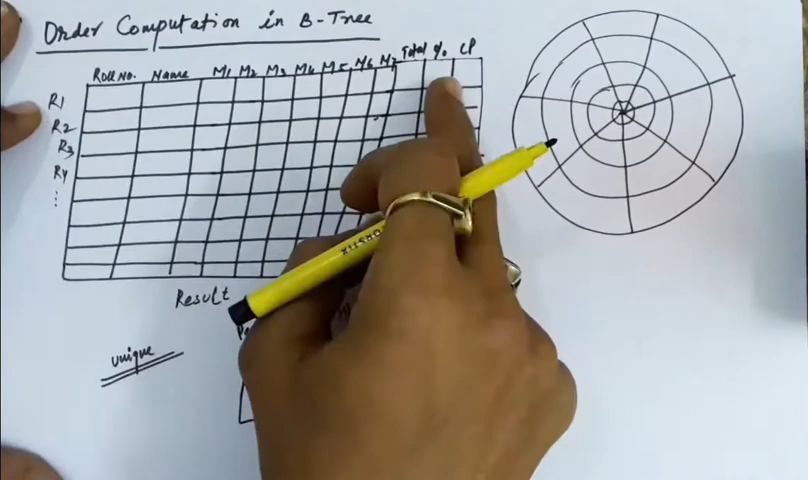 Order Computation in B-Tree
Roll No. Name M1 M2 M3 M4 M5 M6 M7 Total % CP
R1
R2
R3
R4
Result
unique